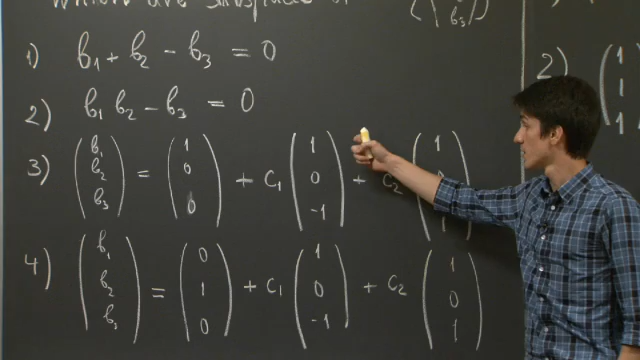 which are subspaces of
1) b₁ + b₂ - b₃ = 0
2) b₁ b₂ - b₃ = 0
3) (b₁ b₂ b₃) = (1 0 0) + c₁ (1 0 -1) + c₂ (1
4) (b₁ b₂ b₃) = (0 1 0) + c₁ (1 0 -1) + c₂ (1 0 1)
b₃
2) (1 1 1